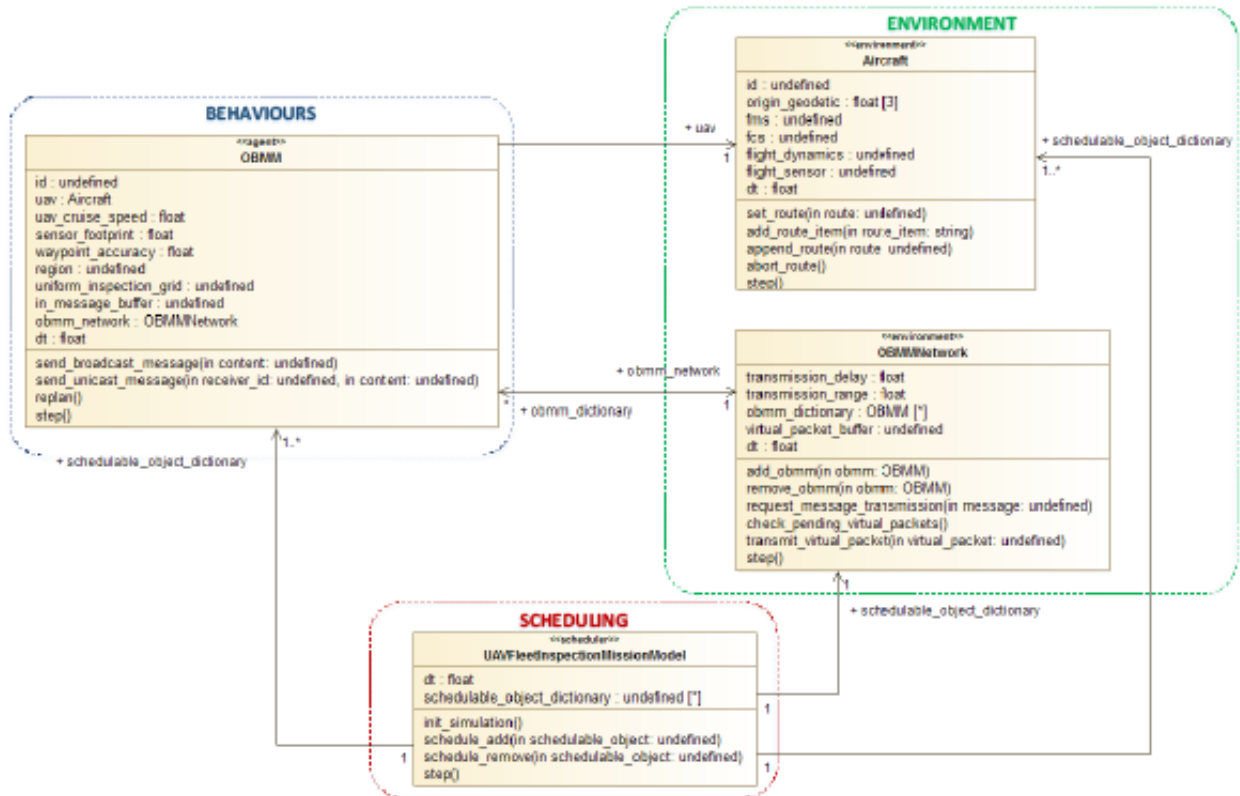 ENVIRONMENT
<<environment>>
Aircraft
id : undefined
origin_geodetic : float [3]
fms : undefined
fcs : undefined
flight_dynamics : undefined
flight_sensor : undefined
dt : float
set_route(in route: undefined)
add_route_item(in route_item: string)
append_route(in route undefined)
abort_route()
step()
BEHAVIOURS
<<agent>>
OBMM
id : undefined
uav : Aircraft
uav_cruise_speed : float
sensor_footprint : float
waypoint_accuracy : float
region : undefined
uniform_inspection_grid : undefined
in_message_buffer : undefined
obmm_network : OBMMNetwork
dt : float
send_broadcast_message(in content: undefined)
send_unicast_message(in receiver_id: undefined, in content: undefined)
replan()
step()
+ uav
1
+ schedulable_object_dictionary
1..*
<<environment>>
OBMMNetwork
transmission_delay : float
transmission_range : float
obmm_dictionary : OBMM [*]
virtual_packet_buffer : undefined
dt : float
add_obmm(in obmm: OBMM)
remove_obmm(in obmm: OBMM)
request_message_transmission(in message: undefined)
check_pending_virtual_packets()
transmit_virtual_packet(in virtual_packet: undefined)
step()
+ obmm_network
1
*
+ obmm_dictionary
1..*
+ schedulable_object_dictionary
1
+ schedulable_object_dictionary
SCHEDULING
<<scheduler>>
UAVFleetInspectionMissionModel
dt : float
schedulable_object_dictionary : undefined [*]
init_simulation()
schedule_add(in schedulable_object: undefined)
schedule_remove(in schedulable_object: undefined)
step()
1
1
1